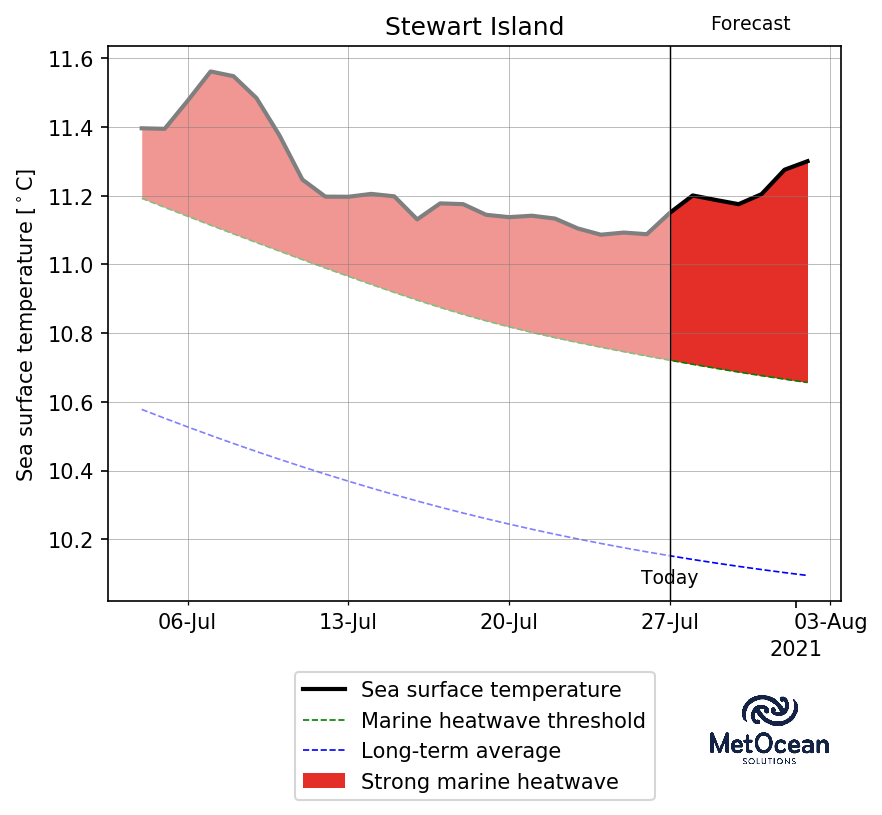 Stewart Island
Forecast
Sea surface temperature [°C]
11.6
11.4
11.2
11.0
10.8
10.6
10.4
10.2
Today
06-Jul 13-Jul 20-Jul 27-Jul 03-Aug
2021
Sea surface temperature
Marine heatwave threshold
Long-term average
Strong marine heatwave
MetOcean
SOLUTIONS